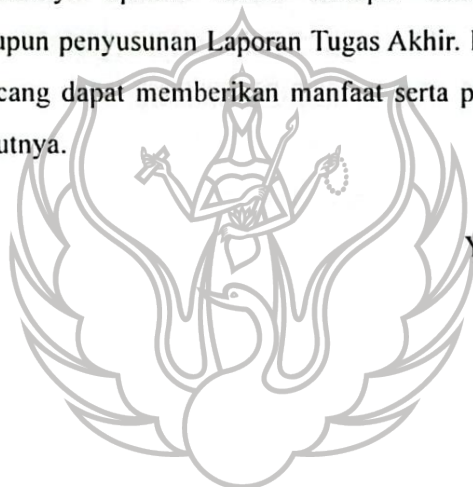 upun penyusunan Laporan Tugas Akhir.
cang dapat memberikan manfaat serta p
utnya.
Y